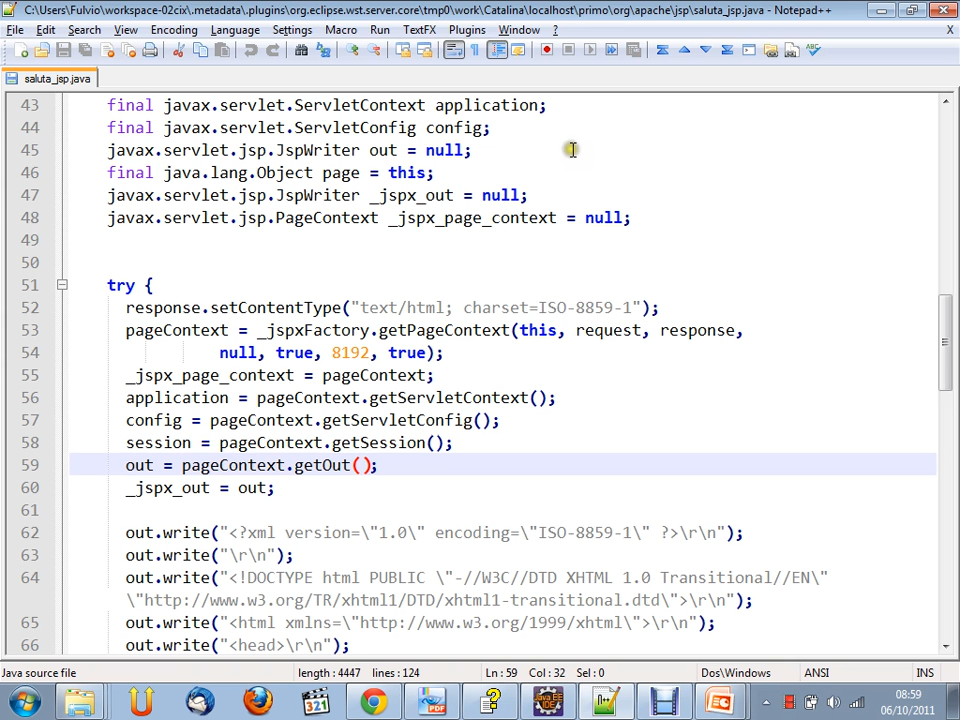 C:\Users\Fulvio\workspace-02cix\.metadata\.plugins\org.eclipse.wst.server.core\tmp0\work\Catalina\localhost\primo\org\apache\jsp\saluta_jsp.java - Notepad++
File Edit Search View Encoding Language Settings Macro Run TextFX Plugins Window ? X
saluta_jsp.java
43 final javax.servlet.ServletContext application;
44 final javax.servlet.ServletConfig config;
45 javax.servlet.jsp.JspWriter out = null;
46 final java.lang.Object page = this;
47 javax.servlet.jsp.JspWriter _jspx_out = null;
48 javax.servlet.jsp.PageContext _jspx_page_context = null;
49
50
51 try {
52 response.setContentType("text/html; charset=ISO-8859-1");
53 pageContext = _jspxFactory.getPageContext(this, request, response,
54 null, true, 8192, true);
55 _jspx_page_context = pageContext;
56 application = pageContext.getServletContext();
57 config = pageContext.getServletConfig();
58 session = pageContext.getSession();
59 out = pageContext.getOut();
60 _jspx_out = out;
61
62 out.write("<?xml version=\"1.0\" encoding=\"ISO-8859-1\" ?>\r\n");
63 out.write("\r\n");
64 out.write("<!DOCTYPE html PUBLIC \"-//W3C//DTD XHTML 1.0 Transitional//EN\"
\"http://www.w3.org/TR/xhtml1/DTD/xhtml1-transitional.dtd\">\r\n");
65 out.write("<html xmlns=\"http://www.w3.org/1999/xhtml\">\r\n");
66 out.write("<head>\r\n");
Java source file length : 4447 lines : 124 Ln : 59 Col : 32 Sel : 0 Dos\Windows ANSI INS
321
PDF
Java EE
IDE
08:59
06/10/2011